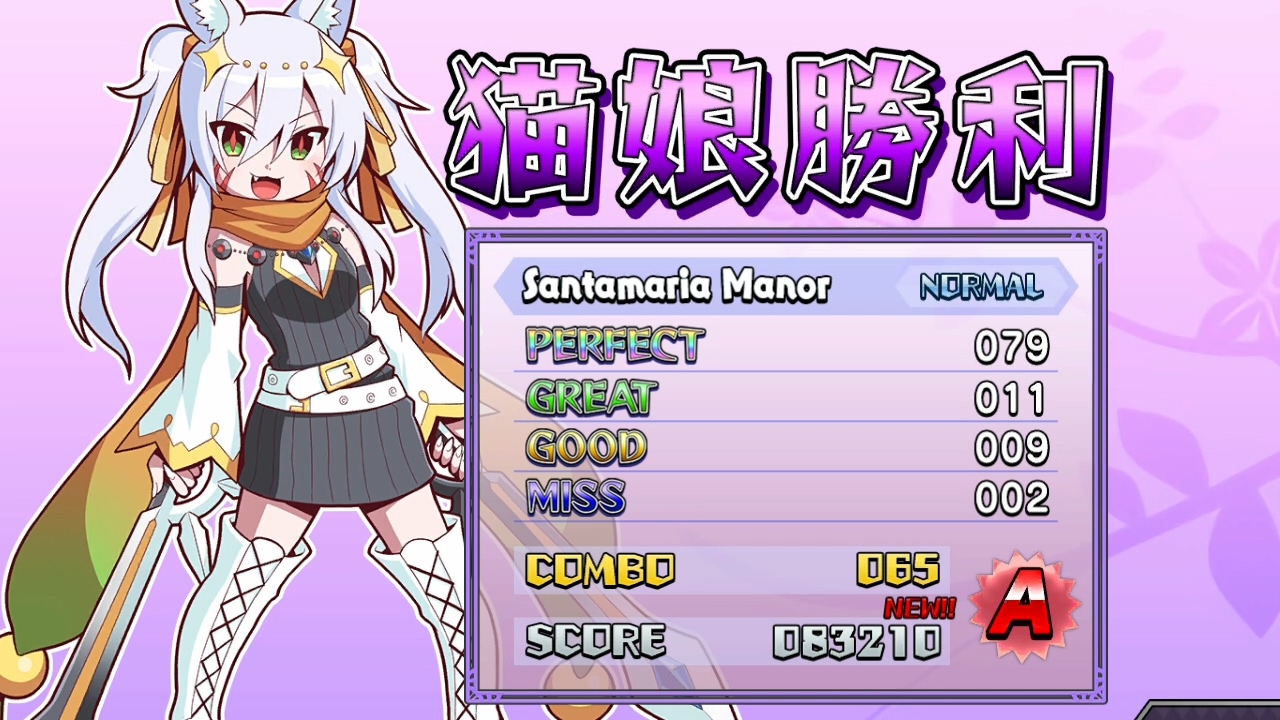 猫娘勝利
Santamaria Manor NORMAL
PERFECT 079
GREAT 011
GOOD 009
MISS 002
COMBO 065
NEW!!
SCORE 083210
A